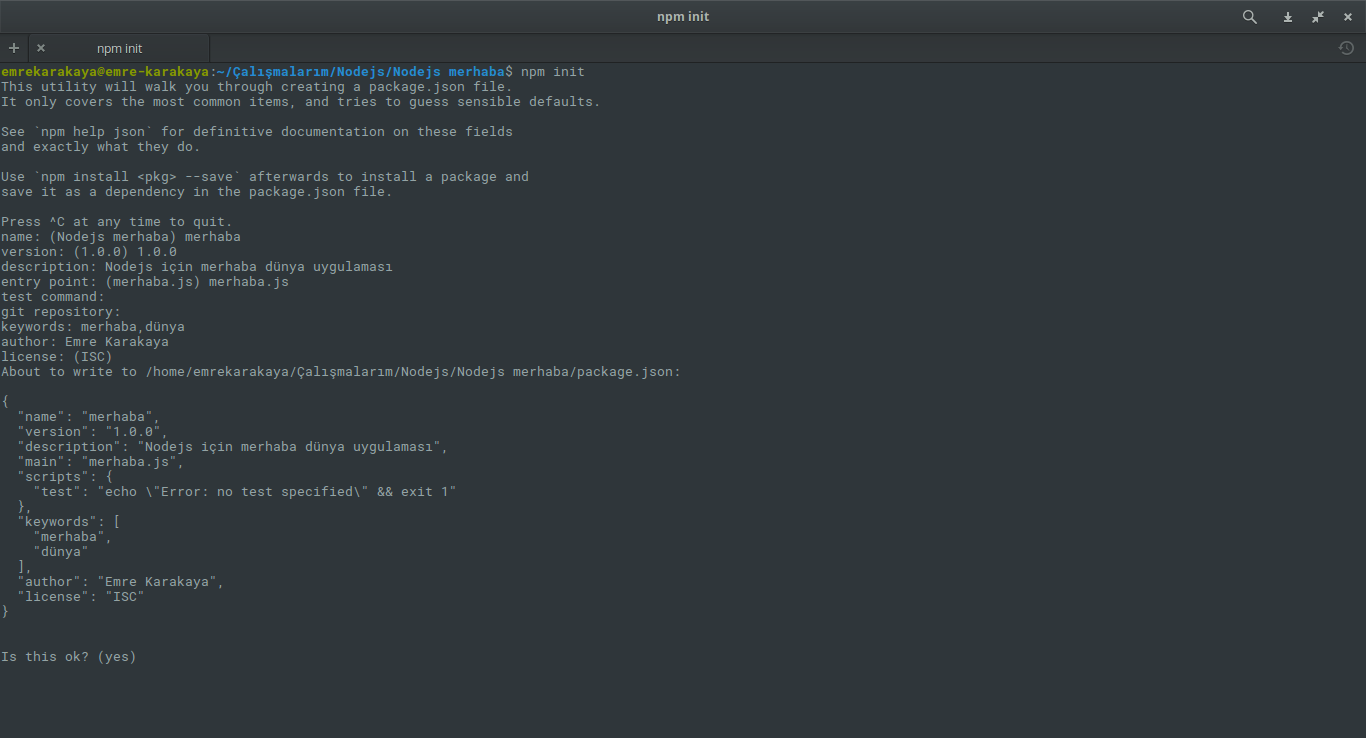 npm init
npm init
emrekarakaya@emre-karakaya:~/Çalışmalarım/Nodejs/Nodejs merhaba$ npm init
This utility will walk you through creating a package.json file.
It only covers the most common items, and tries to guess sensible defaults.
See `npm help json` for definitive documentation on these fields
and exactly what they do.
Use `npm install <pkg> --save` afterwards to install a package and
save it as a dependency in the package.json file.
Press ^C at any time to quit.
name: (Nodejs merhaba) merhaba
version: (1.0.0) 1.0.0
description: Nodejs için merhaba dünya uygulaması
entry point: (merhaba.js) merhaba.js
test command:
git repository:
keywords: merhaba,dünya
author: Emre Karakaya
license: (ISC)
About to write to /home/emrekarakaya/Çalışmalarım/Nodejs/Nodejs merhaba/package.json:
{
  "name": "merhaba",
  "version": "1.0.0",
  "description": "Nodejs için merhaba dünya uygulaması",
  "main": "merhaba.js",
  "scripts": {
    "test": "echo \"Error: no test specified\" && exit 1"
  },
  "keywords": [
    "merhaba",
    "dünya"
  ],
  "author": "Emre Karakaya",
  "license": "ISC"
}
Is this ok? (yes)